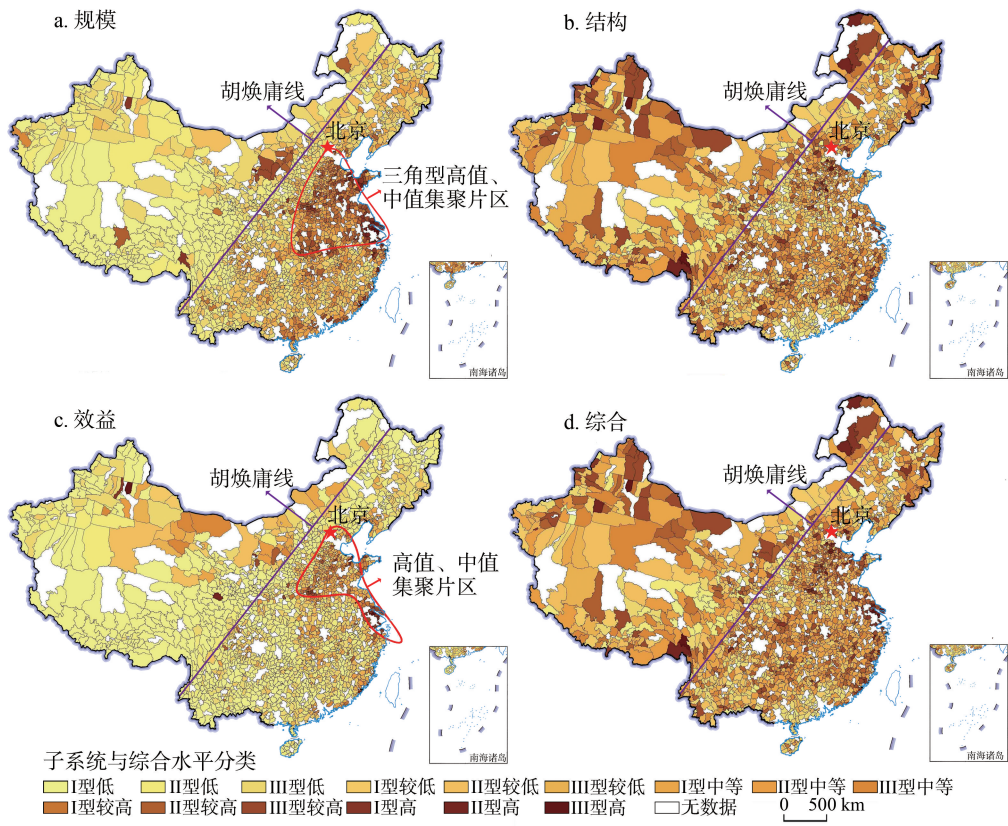 a. 规模
胡焕庸线
北京
三角型高值、
中值集聚片区
南海诸岛
b. 结构
胡焕庸线
北京
南海诸岛
c. 效益
胡焕庸线
北京
高值、中值
集聚片区
南海诸岛
d. 综合
胡焕庸线
北京
南海诸岛
子系统与综合水平分类
I型低 II型低 III型低 I型较低 II型较低 III型较低 I型中等 II型中等 III型中等
I型较高 II型较高 III型较高 I型高 II型高 III型高 无数据 0 500 km